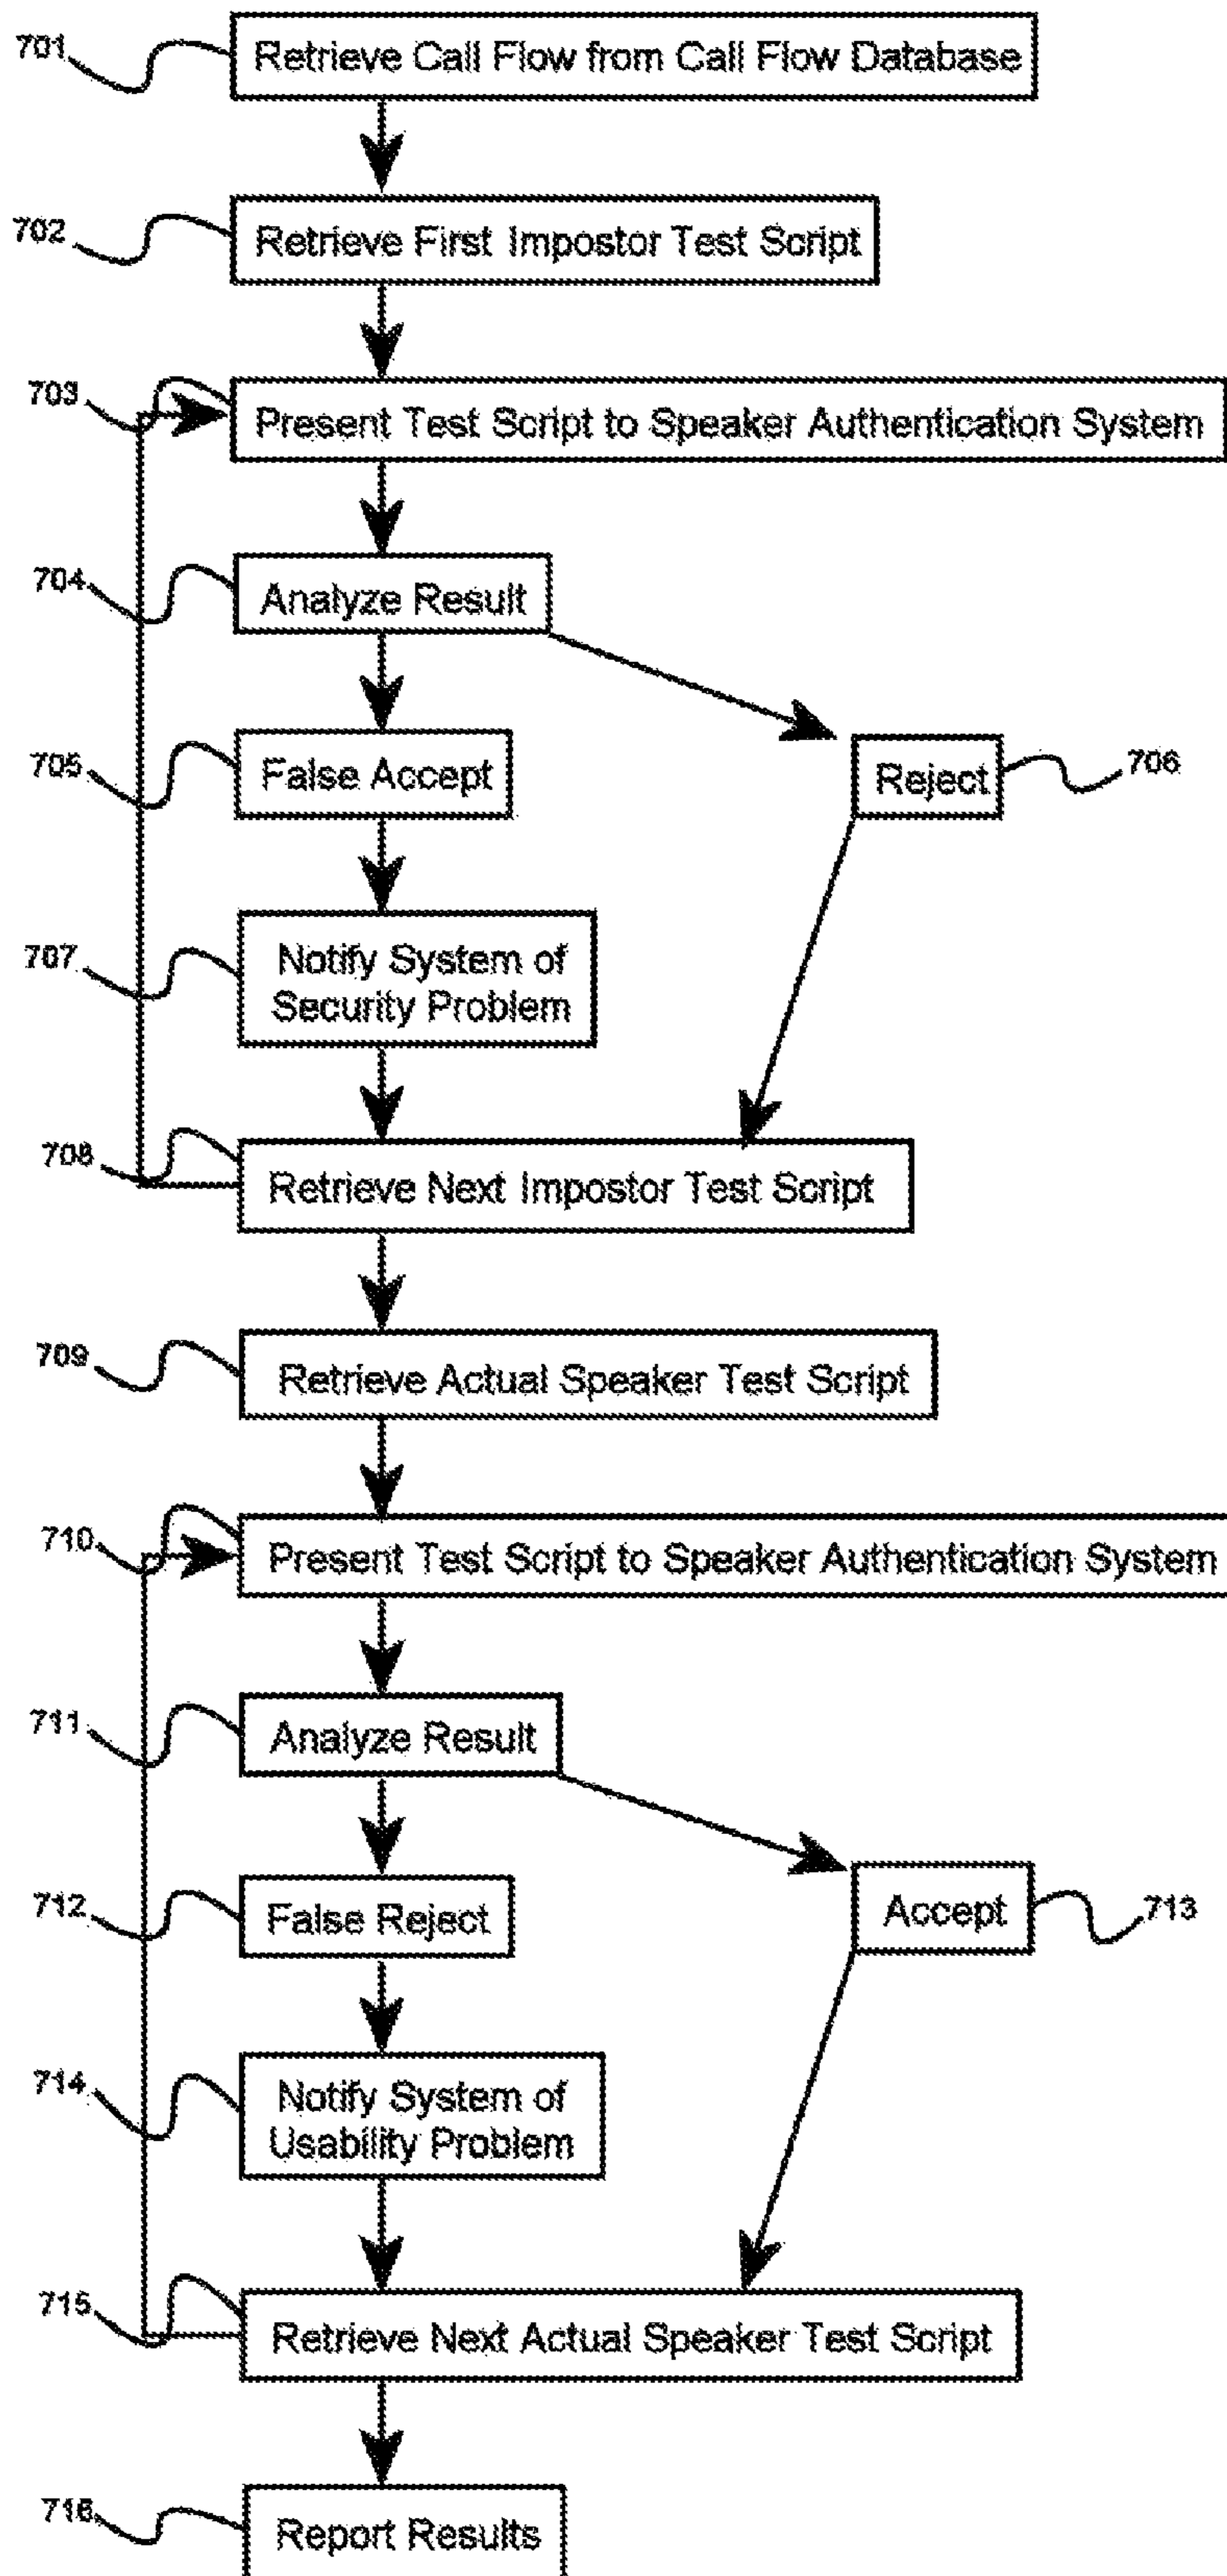 701
Retrieve Call Flow from Call Flow Database
702
Retrieve First Impostor Test Script
703
Present Test Script to Speaker Authentication System
704
Analyze Result
705
False Accept
Reject
706
707
Notify System of
Security Problem
708
Retrieve Next Impostor Test Script
709
Retrieve Actual Speaker Test Script
710
Present Test Script to Speaker Authentication System
711
Analyze Result
712
False Reject
Accept
713
714
Notify System of
Usability Problem
715
Retrieve Next Actual Speaker Test Script
716
Report Results